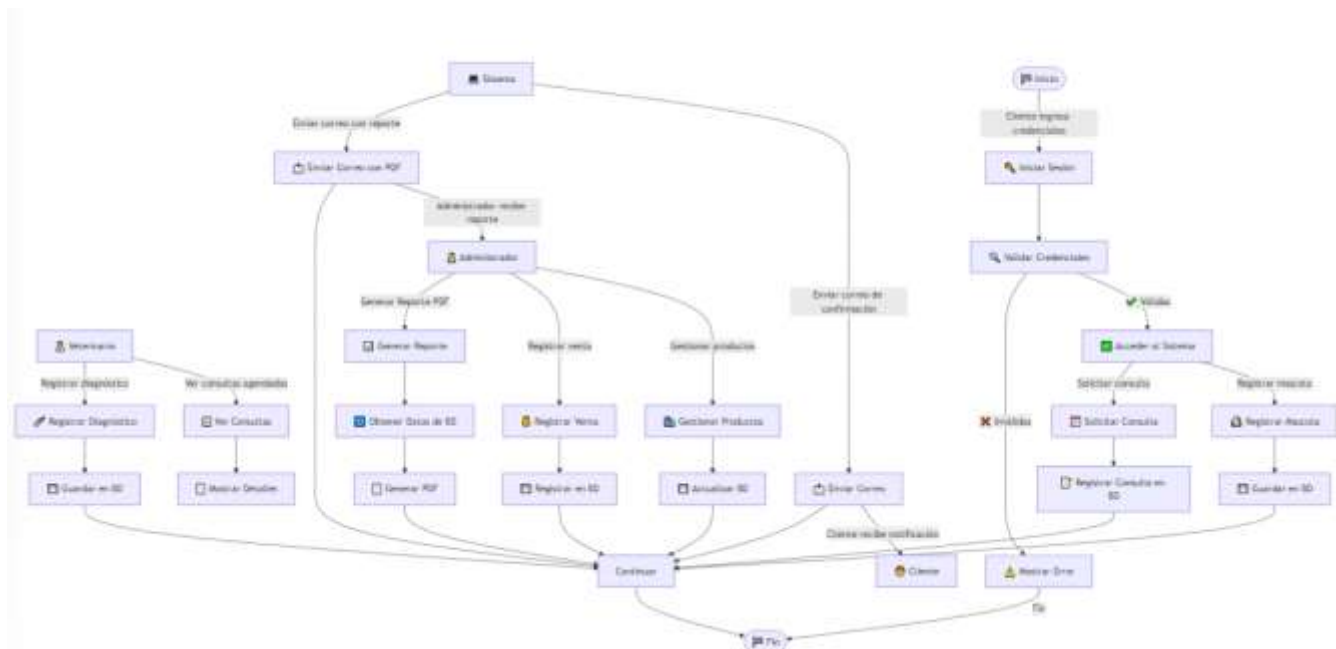 Sistema
Inicio
Enviar correo con reporte
Cliente ingresa
credenciales
Enviar Correo con PDF
Iniciar Sesión
Administrador recibe
reporte
Administrador
Validar Credenciales
Generar Reporte PDF
Enviar correo de
confirmación
Válidas
Veterinario
Generar Reporte
Registrar venta
Gestionar productos
Acceder al Sistema
Registrar diagnóstico
Ver consultas agendadas
Solicitar consulta
Registrar mascota
Registrar Diagnóstico
Ver Consultas
Obtener Datos de BD
Registrar Venta
Gestionar Productos
Inválidas
Solicitar Consulta
Registrar Mascota
Guardar en BD
Mostrar Detalles
Generar PDF
Registrar en BD
Actualizar BD
Enviar Correo
Registrar Consulta en
BD
Guardar en BD
Cliente recibe notificación
Continuar
Cliente
Mostrar Error
Fin
Fin